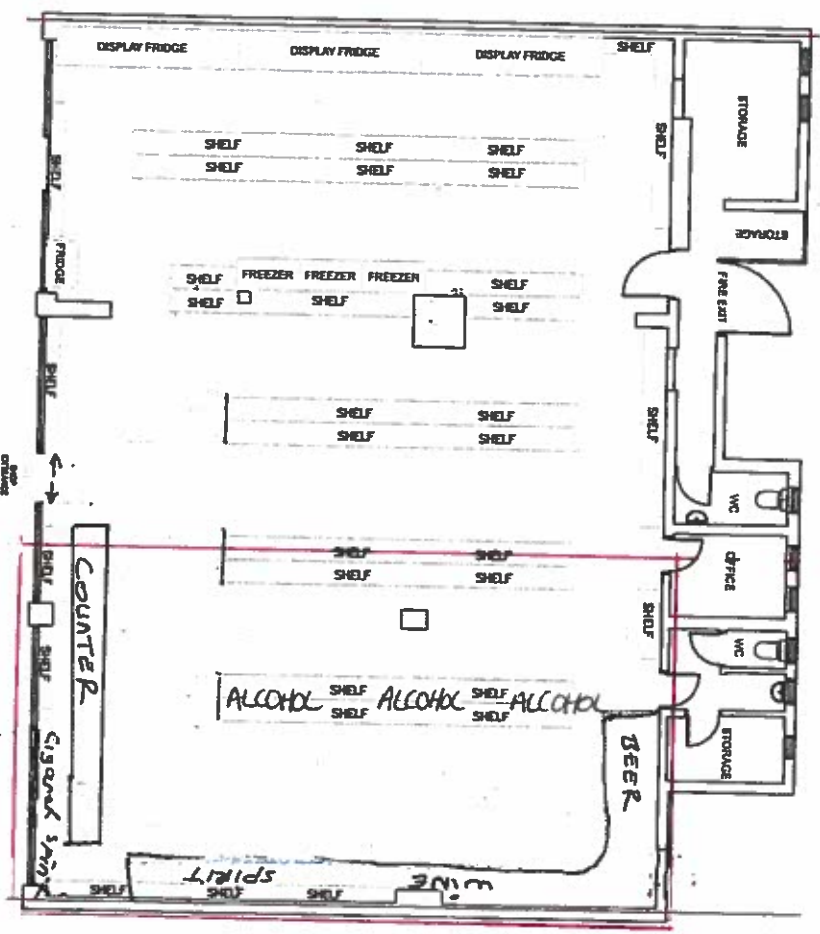 DISPLAY FRIDGE DISPLAY FRIDGE DISPLAY FRIDGE SHELF
STORAGE
SHELF SHELF SHELF
SHELF SHELF SHELF
SHELF
SHELF
STORAGE
FRIDGE
SHELF FREEZER FREEZER FREEZER SHELF
SHELF SHELF SHELF
FIRE EXIT
SHELF
SHELF SHELF
SHELF SHELF
SHELF
SHOP
ENTRANCE
WC
SHELF SHELF
SHELF SHELF
SHELF
COUNTER
OFFICE
SHELF
SHELF
WC
ALCOHOL SHELF ALCOHOL SHELF ALCOHOL
SHELF SHELF
BEER
STORAGE
SPIRIT
WINE
SHELF SHELF SHELF